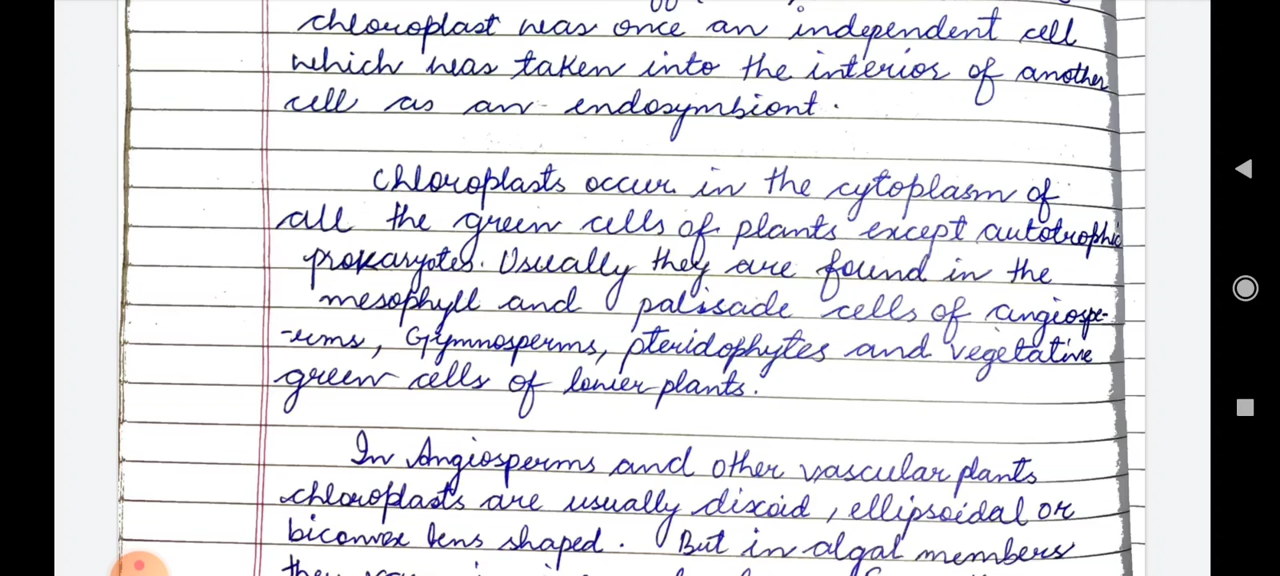 chloroplast was once an independent cell
which was taken into the interior of another
cell as an endosymbiont.
Chloroplasts occur in the cytoplasm of
all the green cells of plants except autotrophic
prokaryotes. Usually they are found in the
mesophyll and palisade cells of angiospe-
-rms, Gymnosperms, pteridophytes and vegetative
green cells of lower plants.
In Angiosperms and other vascular plants
chloroplasts are usually discoid, ellipsoidal or
biconvex lens shaped. But in algal members
they